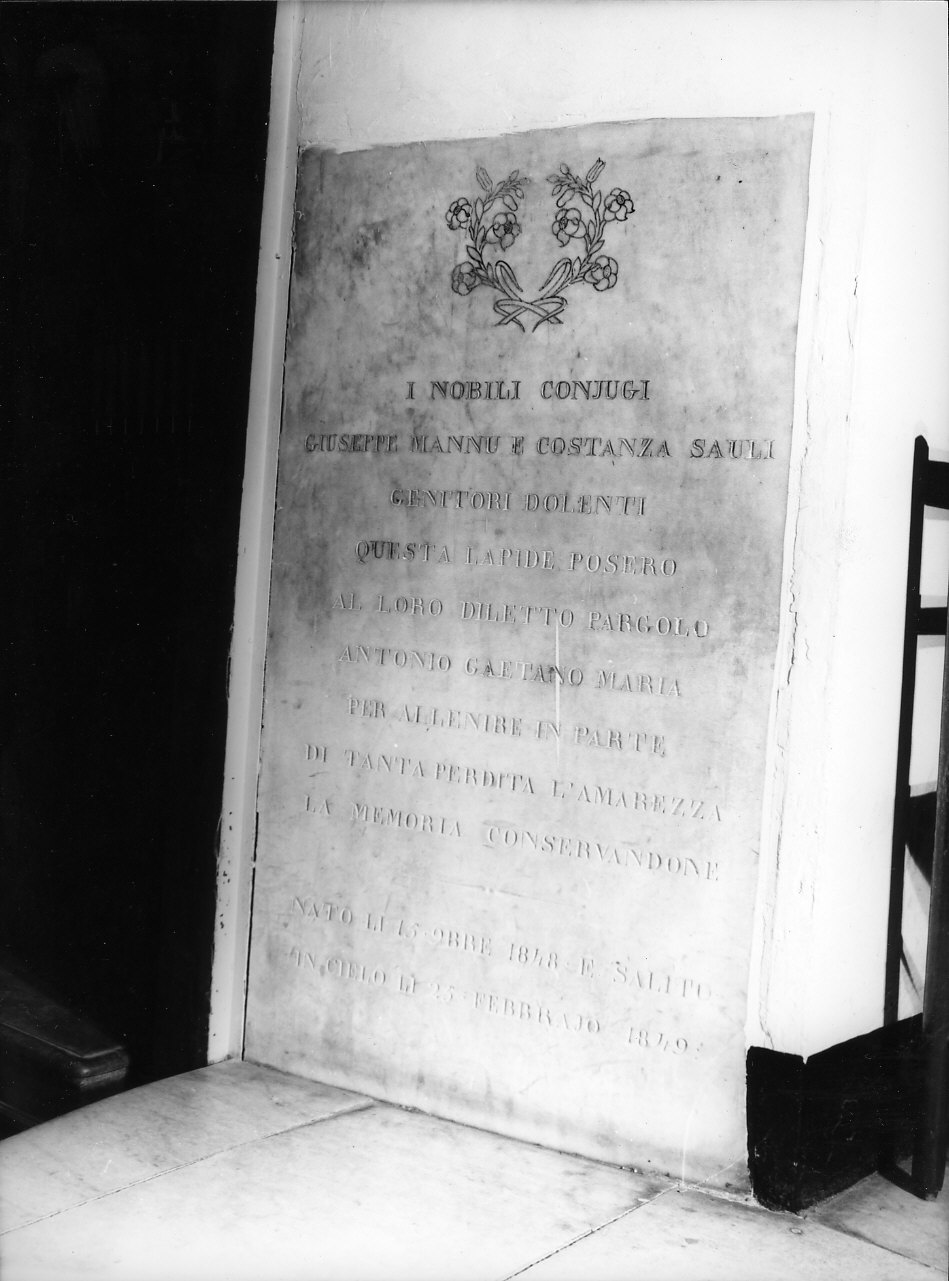 I NOBILI CONJUGI
GIUSEPPE MANNU E COSTANZA SAULI
GENITORI DOLENTI
QUESTA LAPIDE POSERO
AL LORO DILETTO PARGOLO
ANTONIO GAETANO MARIA
PER ALLENIRE IN PARTE
DI TANTA PERDITA L'AMAREZZA
LA MEMORIA CONSERVANDONE
NATO LI 15·9BRE 1848·E SALITO
IN CIELO LI 25·FEBBRAJO 1849·